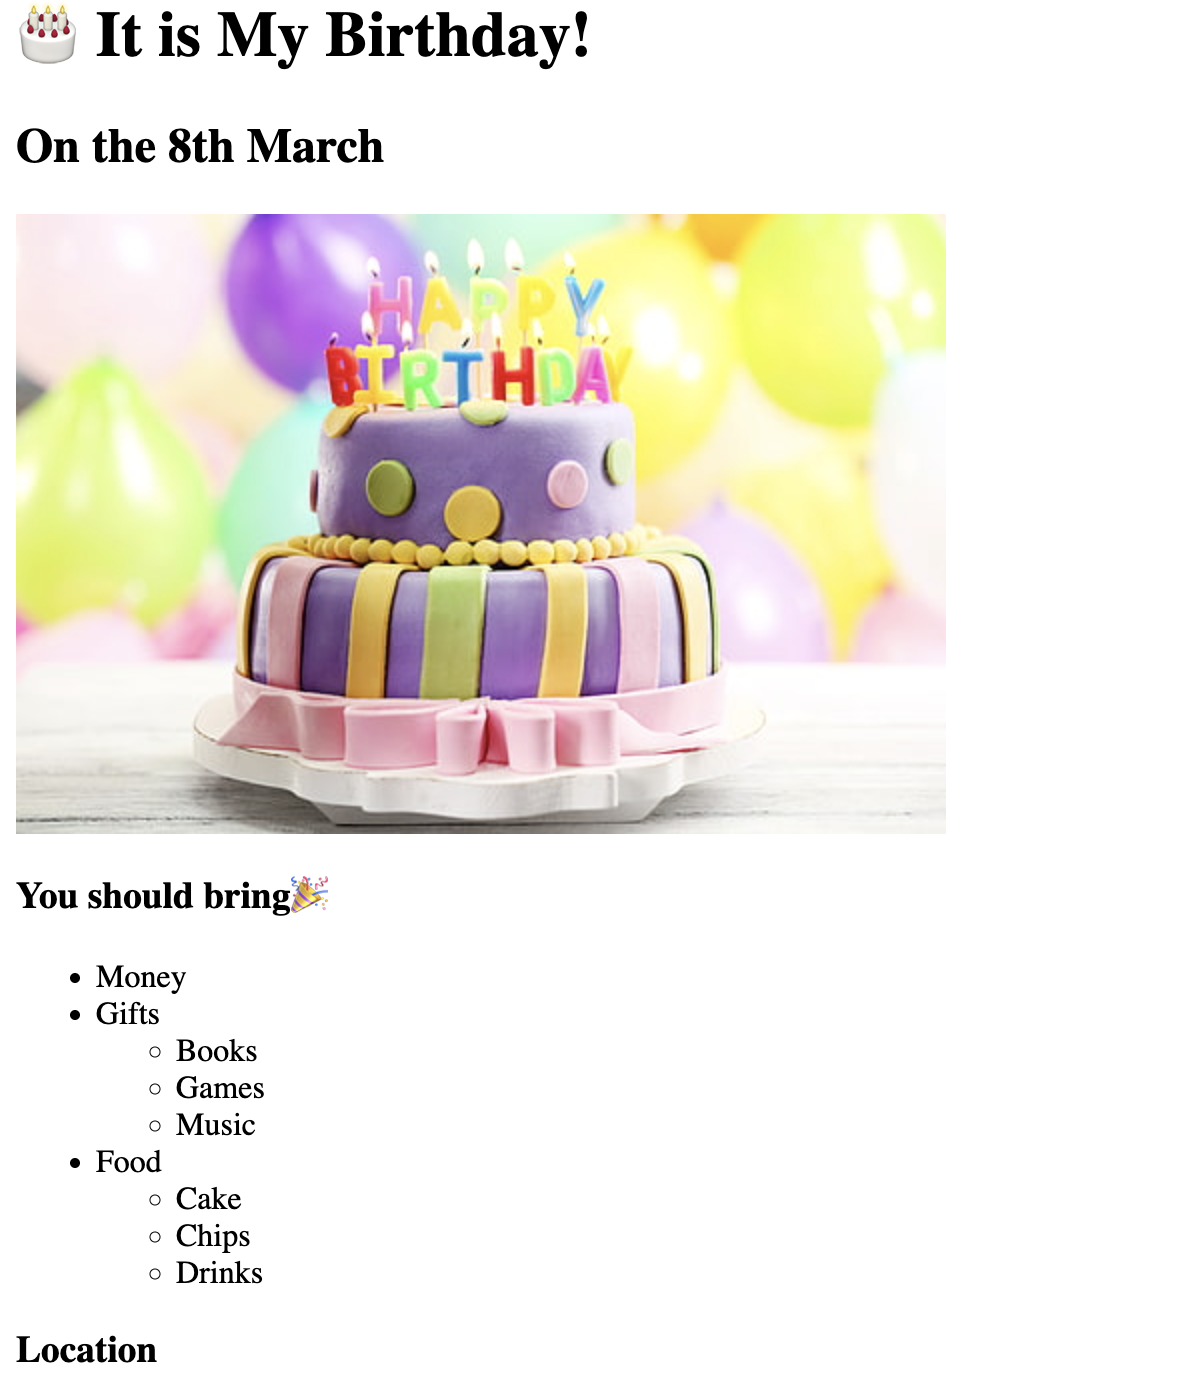 🎂 It is My Birthday!
On the 8th March
HAPPY
BIRTHDAY
You should bring🎉
Money
Gifts
Books
Games
Music
Food
Cake
Chips
Drinks
Location